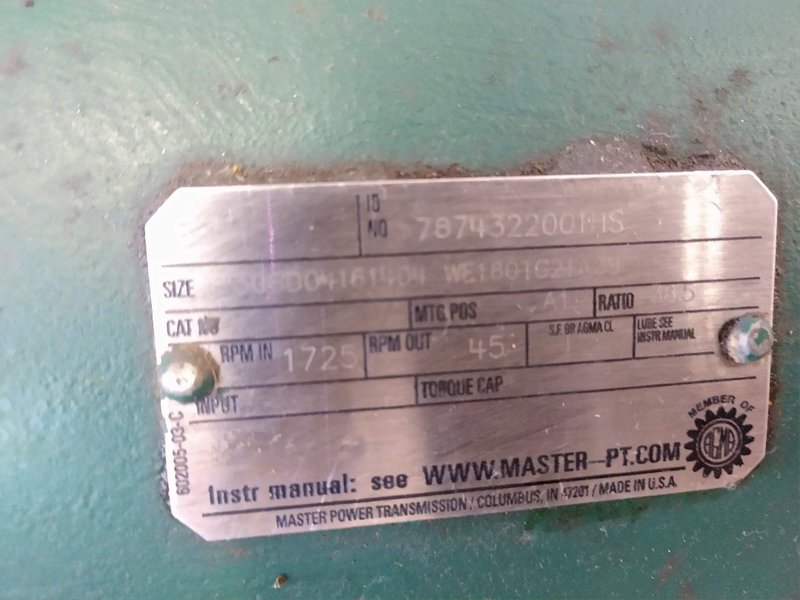 ID
NO 7874322001HS
SIZE
CAT NO MTG POS A1 RATIO
RPM IN 1725 RPM OUT 45 S.F. OR AGMA CL LUBE SEE
INSTR MANUAL
INPUT TORQUE CAP
602005-03-C
MEMBER OF
AGMA
Instr manual: see WWW.MASTER-PT.COM
MASTER POWER TRANSMISSION / COLUMBUS, IN 47201 / MADE IN U.S.A.